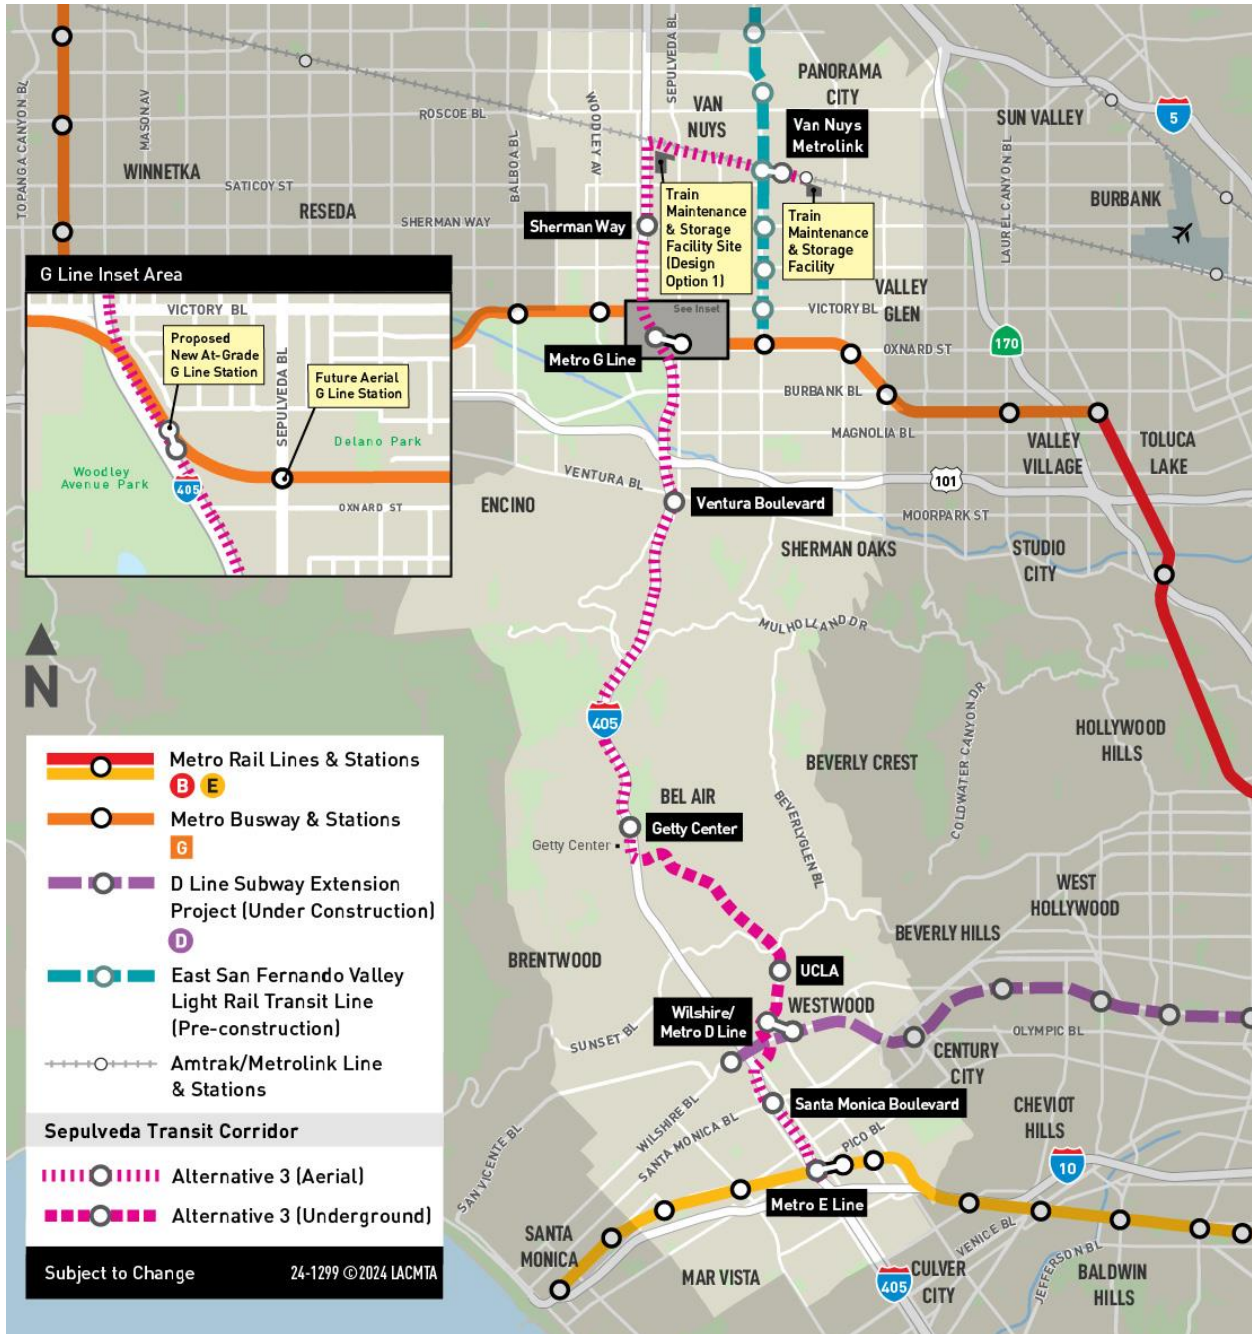 TOPANGA CANYON BL
MASON AV
WINNETKA
ROSCOE BL
SATICOY ST
RESEDA
SHERMAN WAY
BALBOA BL
WOODLEY AV
SEPULVEDA BL
VAN
NUYS
PANORAMA
CITY
Van Nuys
Metrolink
SUN VALLEY
5
LAUREL CANYON BL
BURBANK
Sherman Way
Train
Maintenance
& Storage
Facility Site
(Design
Option 1)
Train
Maintenance
& Storage
Facility
VALLEY
GLEN
VICTORY BL
See Inset
OXNARD ST
170
Metro G Line
BURBANK BL
MAGNOLIA BL
VALLEY
VILLAGE
TOLUCA
LAKE
101
G Line Inset Area
VICTORY BL
Proposed
New At-Grade
G Line Station
SEPULVEDA BL
Future Aerial
G Line Station
Delano Park
Woodley
Avenue Park
405
OXNARD ST
VENTURA BL
ENCINO
Ventura Boulevard
MOORPARK ST
SHERMAN OAKS
STUDIO
CITY
MULHOLLAND DR
N
405
COLDWATER CANYON DR
HOLLYWOOD
HILLS
BEVERLY CREST
BEL AIR
BEVERLY GLEN BL
Getty Center
Getty Center
WEST
HOLLYWOOD
BEVERLY HILLS
BRENTWOOD
UCLA
Wilshire/
Metro D Line
WESTWOOD
SUNSET BL
OLYMPIC BL
CENTURY
CITY
Santa Monica Boulevard
CHEVIOT
HILLS
WILSHIRE BL
SANTA MONICA BL
SAN VICENTE BL
PICO BL
10
Metro E Line
SANTA
MONICA
VENICE BL
JEFFERSON BL
MAR VISTA
405
CULVER
CITY
BALDWIN
HILLS
Metro Rail Lines & Stations
B E
Metro Busway & Stations
G
D Line Subway Extension
Project (Under Construction)
D
East San Fernando Valley
Light Rail Transit Line
(Pre-construction)
Amtrak/Metrolink Line
& Stations
Sepulveda Transit Corridor
Alternative 3 (Aerial)
Alternative 3 (Underground)
Subject to Change 24-1299 ©2024 LACMTA